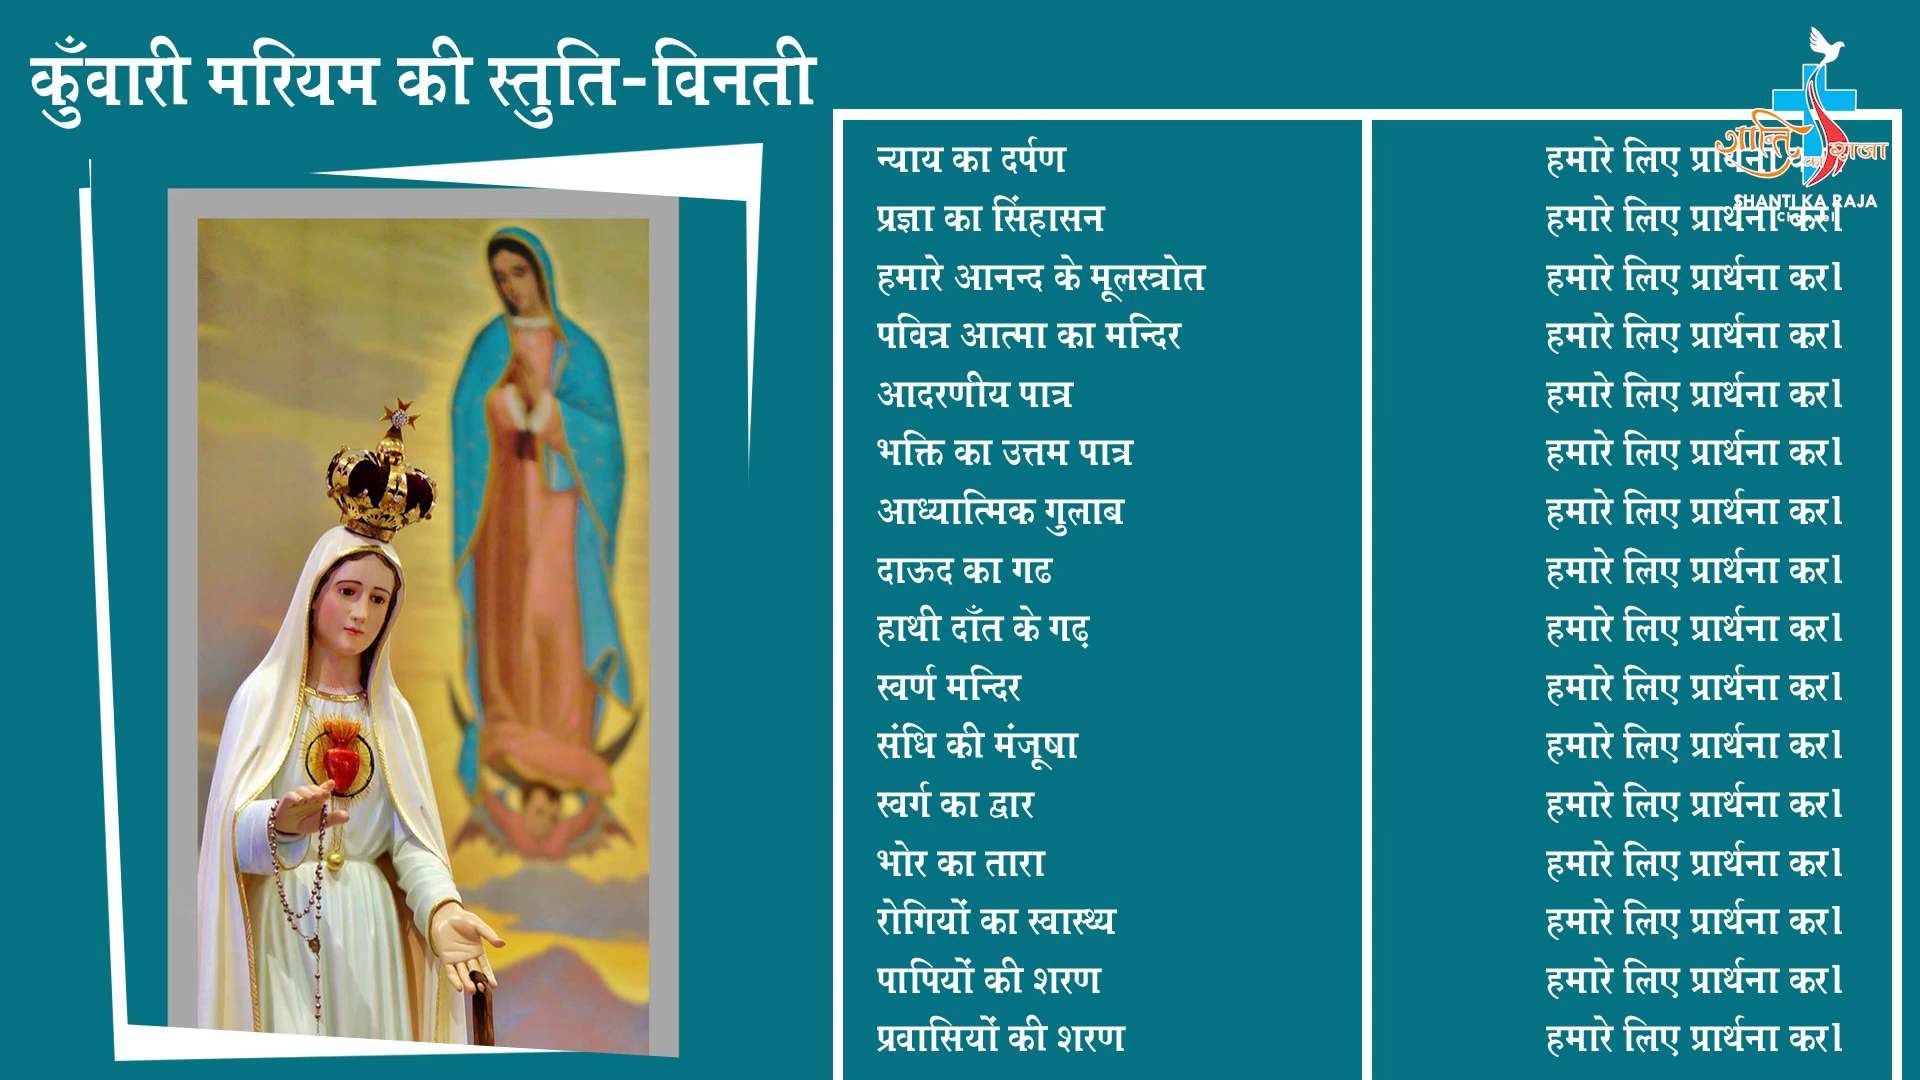 कुँवारी मरियम की स्तुति-विनती
न्याय का दर्पण हमारे लिए प्रार्थना कर।
प्रज्ञा का सिंहासन हमारे लिए प्रार्थना कर।
हमारे आनन्द के मूलस्त्रोत हमारे लिए प्रार्थना कर।
पवित्र आत्मा का मन्दिर हमारे लिए प्रार्थना कर।
आदरणीय पात्र हमारे लिए प्रार्थना कर।
भक्ति का उत्तम पात्र हमारे लिए प्रार्थना कर।
आध्यात्मिक गुलाब हमारे लिए प्रार्थना कर।
दाऊद का गढ हमारे लिए प्रार्थना कर।
हाथी दाँत के गढ़ हमारे लिए प्रार्थना कर।
स्वर्ण मन्दिर हमारे लिए प्रार्थना कर।
संधि की मंजूषा हमारे लिए प्रार्थना कर।
स्वर्ग का द्वार हमारे लिए प्रार्थना कर।
भोर का तारा हमारे लिए प्रार्थना कर।
रोगियों का स्वास्थ्य हमारे लिए प्रार्थना कर।
पापियों की शरण हमारे लिए प्रार्थना कर।
प्रवासियों की शरण हमारे लिए प्रार्थना कर।
शान्ति का राजा
SHANTI KA RAJA
Channel